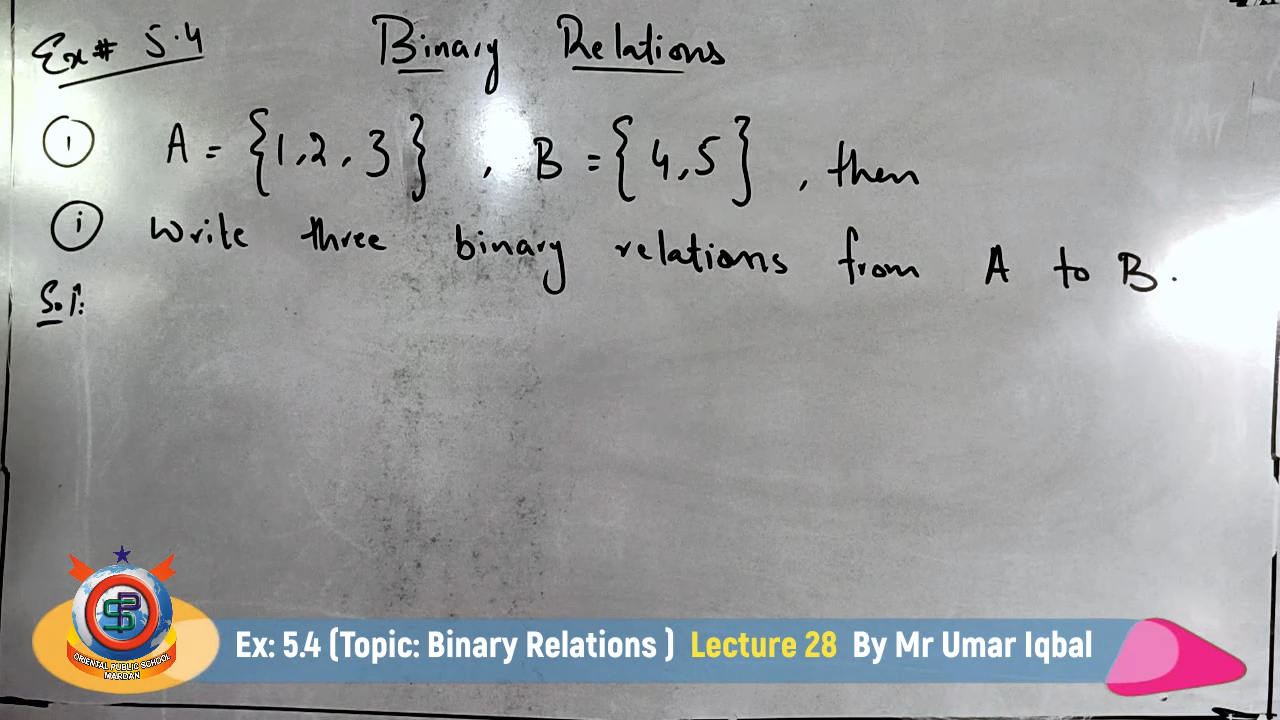 Ex# 5.4 Binary Relations
① A = {1,2,3} , B = {4,5} , then
ⓘ Write three binary relations from A to B.
Sol:
SPS
ORIENTAL PUBLIC SCHOOL
MARDAN
Ex: 5.4 (Topic: Binary Relations ) Lecture 28 By Mr Umar Iqbal